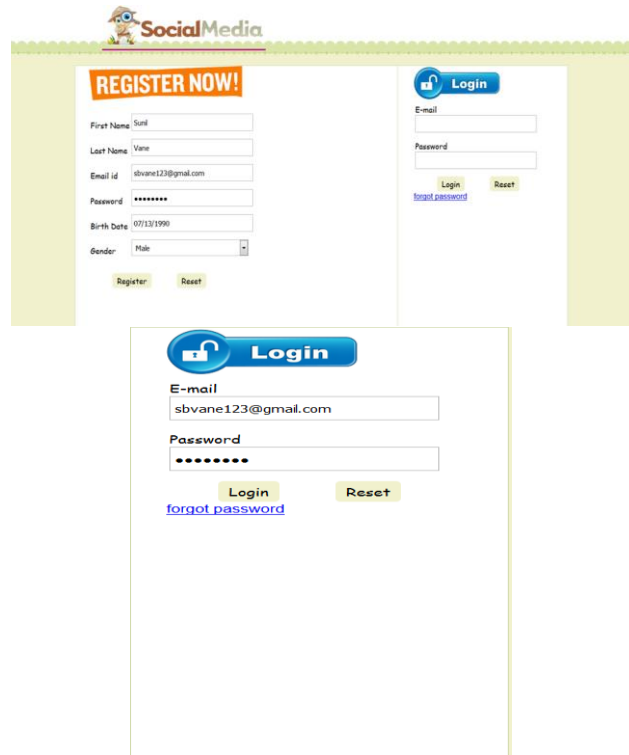 SocialMedia
REGISTER NOW!
First Name Sunil
Last Name Vane
Email id sbvane123@gmail.com
Password ••••••••
Birth Date 07/13/1990
Gender Male
Register Reset
Login
E-mail
Password
Login Reset
forgot password
Login
E-mail
sbvane123@gmail.com
Password
••••••••
Login Reset
forgot password